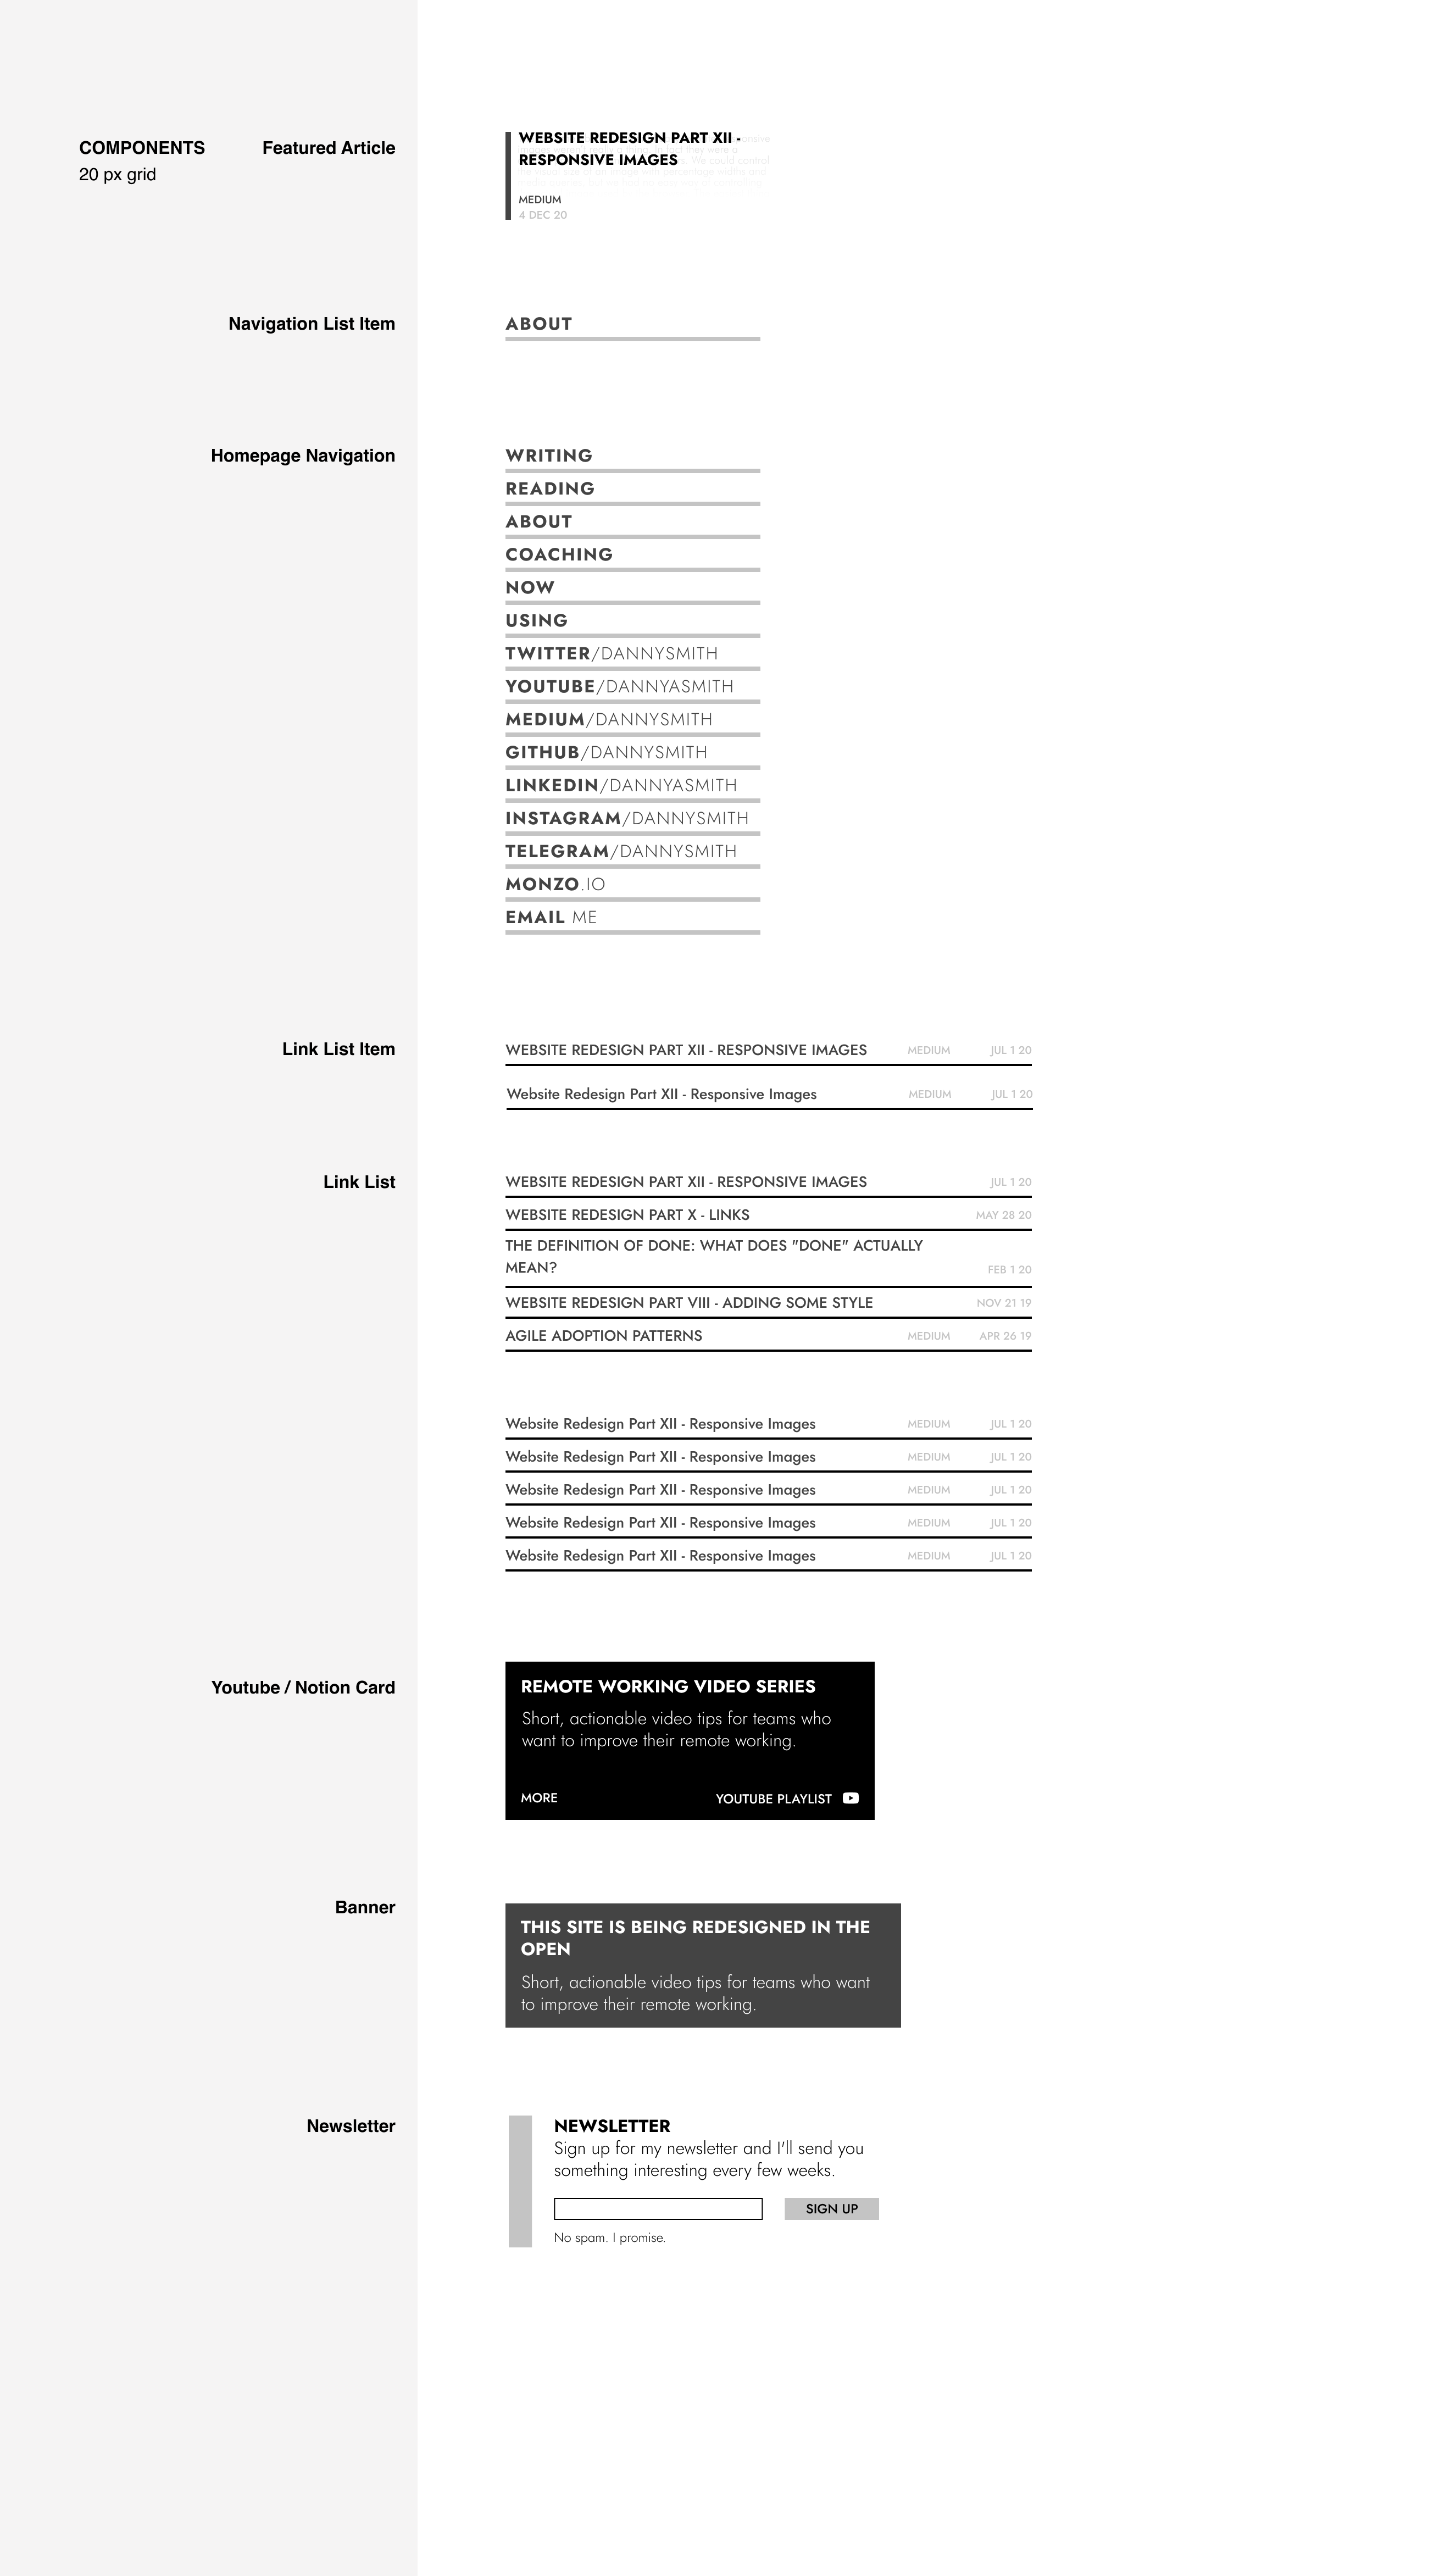 COMPONENTS
20 px grid
Featured Article
WEBSITE REDESIGN PART XII -
RESPONSIVE IMAGES
MEDIUM
4 DEC 20
Navigation List Item
ABOUT
Homepage Navigation
WRITING
READING
ABOUT
COACHING
NOW
USING
TWITTER/DANNYSMITH
YOUTUBE/DANNYASMITH
MEDIUM/DANNYSMITH
GITHUB/DANNYSMITH
LINKEDIN/DANNYASMITH
INSTAGRAM/DANNYSMITH
TELEGRAM/DANNYSMITH
MONZO.IO
EMAIL ME
Link List Item
WEBSITE REDESIGN PART XII - RESPONSIVE IMAGES MEDIUM JUL 1 20
Website Redesign Part XII - Responsive Images MEDIUM JUL 1 20
Link List
WEBSITE REDESIGN PART XII - RESPONSIVE IMAGES JUL 1 20
WEBSITE REDESIGN PART X - LINKS MAY 28 20
THE DEFINITION OF DONE: WHAT DOES "DONE" ACTUALLY
MEAN? FEB 1 20
WEBSITE REDESIGN PART VIII - ADDING SOME STYLE NOV 21 19
AGILE ADOPTION PATTERNS MEDIUM APR 26 19
Website Redesign Part XII - Responsive Images MEDIUM JUL 1 20
Website Redesign Part XII - Responsive Images MEDIUM JUL 1 20
Website Redesign Part XII - Responsive Images MEDIUM JUL 1 20
Website Redesign Part XII - Responsive Images MEDIUM JUL 1 20
Website Redesign Part XII - Responsive Images MEDIUM JUL 1 20
Youtube / Notion Card
REMOTE WORKING VIDEO SERIES
Short, actionable video tips for teams who
want to improve their remote working.
MORE YOUTUBE PLAYLIST
Banner
THIS SITE IS BEING REDESIGNED IN THE
OPEN
Short, actionable video tips for teams who want
to improve their remote working.
Newsletter
NEWSLETTER
Sign up for my newsletter and I'll send you
something interesting every few weeks.
SIGN UP
No spam. I promise.